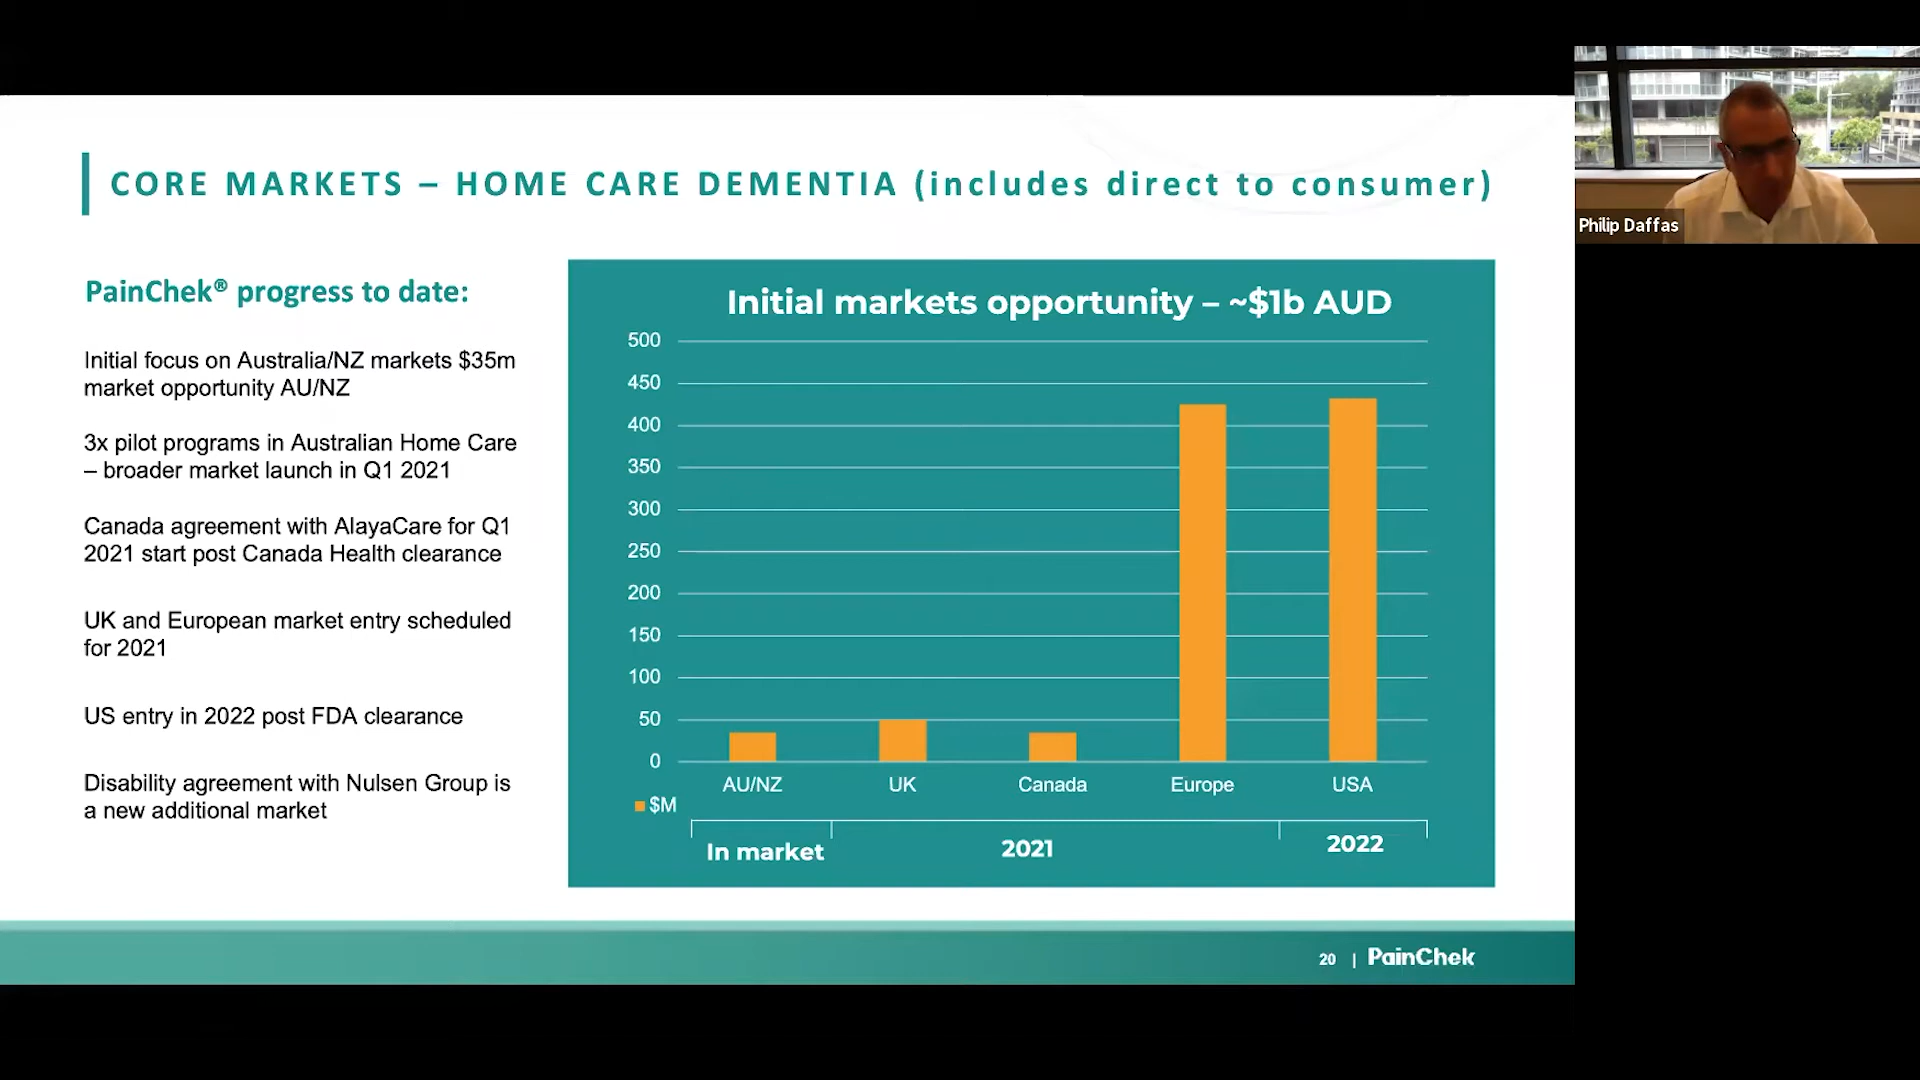 CORE MARKETS – HOME CARE DEMENTIA (includes direct to consumer)
Philip Daffas
PainChek® progress to date:
Initial focus on Australia/NZ markets $35m
market opportunity AU/NZ
3x pilot programs in Australian Home Care
– broader market launch in Q1 2021
Canada agreement with AlayaCare for Q1
2021 start post Canada Health clearance
UK and European market entry scheduled
for 2021
US entry in 2022 post FDA clearance
Disability agreement with Nulsen Group is
a new additional market
Initial markets opportunity – ~$1b AUD
500
450
400
350
300
250
200
150
100
50
0
AU/NZ UK Canada Europe USA
$M
In market 2021 2022
20 | PainChek